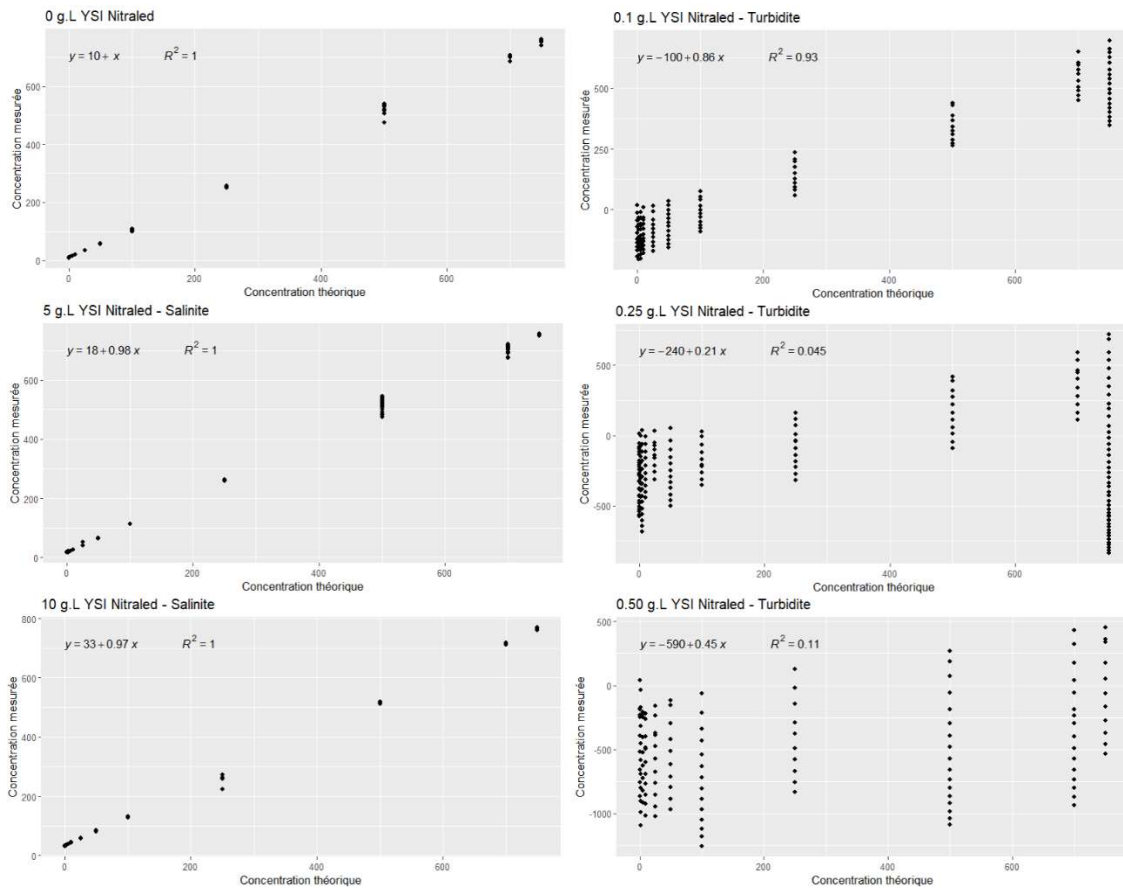 0 g.L YSI Nitraled
y = 10 + x R² = 1
600
400
200
0
Concentration mesurée
0 200 400 600
Concentration théorique
5 g.L YSI Nitraled - Salinite
y = 18 + 0.98 x R² = 1
600
400
200
0
Concentration mesurée
0 200 400 600
Concentration théorique
10 g.L YSI Nitraled - Salinite
y = 33 + 0.97 x R² = 1
800
600
400
200
0
Concentration mesurée
0 200 400 600
Concentration théorique
0.1 g.L YSI Nitraled - Turbidite
y = −100 + 0.86 x R² = 0.93
500
250
0
Concentration mesurée
0 200 400 600
Concentration théorique
0.25 g.L YSI Nitraled - Turbidite
y = −240 + 0.21 x R² = 0.045
500
0
-500
Concentration mesurée
0 200 400 600
Concentration théorique
0.50 g.L YSI Nitraled - Turbidite
y = −590 + 0.45 x R² = 0.11
500
0
-500
-1000
Concentration mesurée
0 200 400 600
Concentration théorique